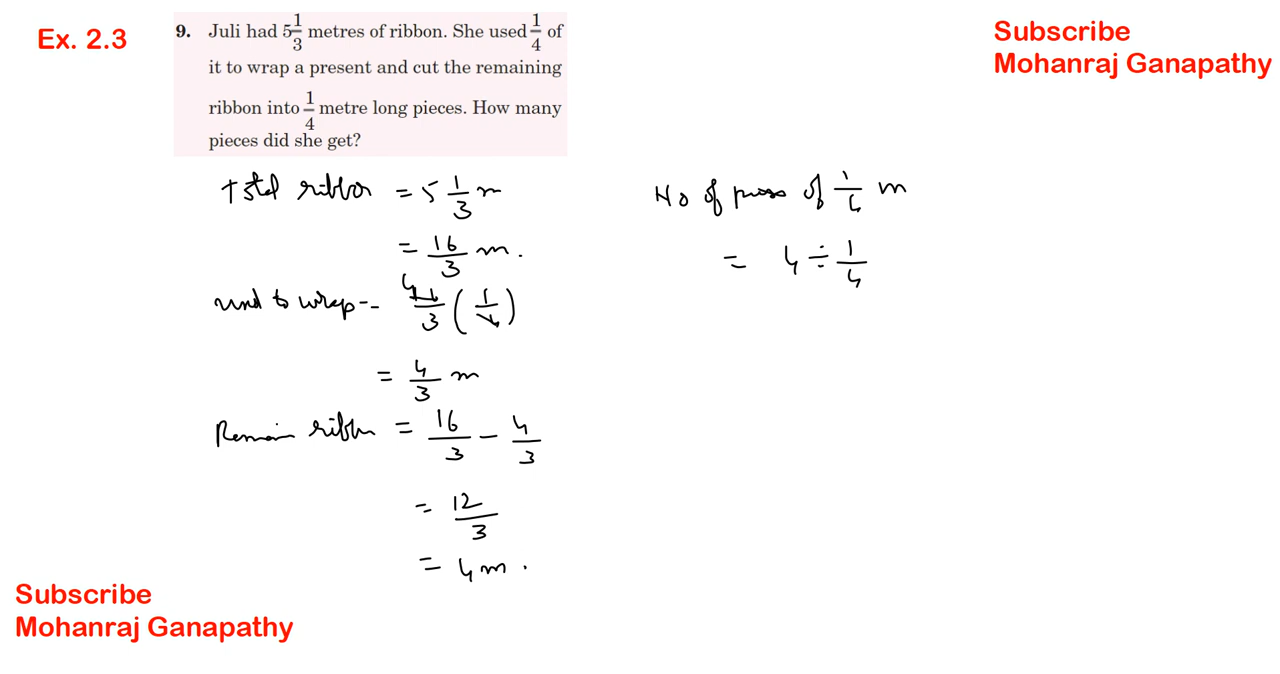 Ex. 2.3
9. Juli had 5 1/3 metres of ribbon. She used 1/4 of
it to wrap a present and cut the remaining
ribbon into 1/4 metre long pieces. How many
pieces did she get?
Subscribe
Mohanraj Ganapathy
Total ribbon = 5 1/3 m
= 16/3 m.
used to wrap = 16/3 (1/4)
4
= 4/3 m
Remain ribbn = 16/3 - 4/3
= 12/3
= 4m.
No of of 1/4 m
= 4 ÷ 1/4
Subscribe
Mohanraj Ganapathy